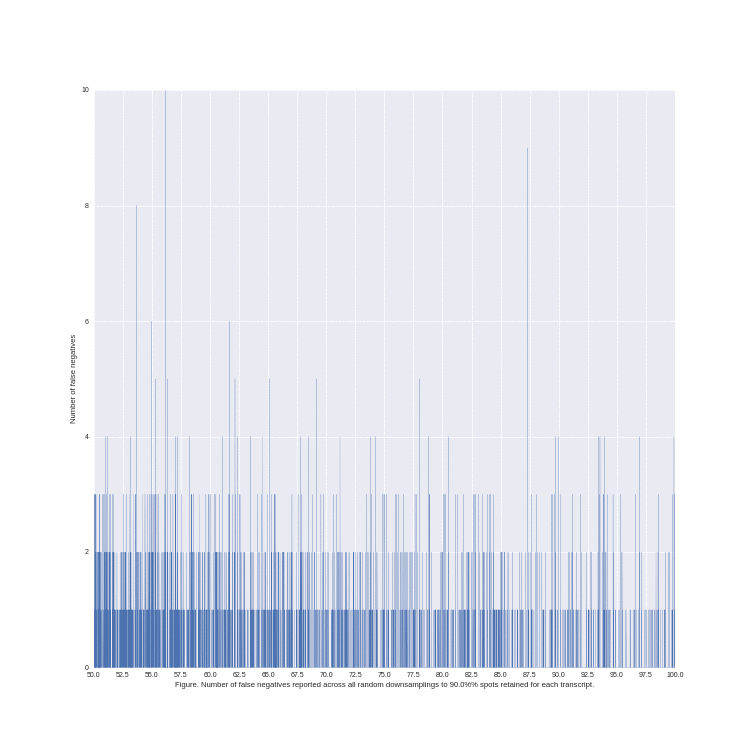 10
8
6
4
2
0
Number of false negatives
50.0 52.5 55.0 57.5 60.0 62.5 65.0 67.5 70.0 72.5 75.0 77.5 80.0 82.5 85.0 87.5 90.0 92.5 95.0 97.5 100.0
Figure. Number of false negatives reported across all random downsamplings to 90.0%% spots retained for each transcript.